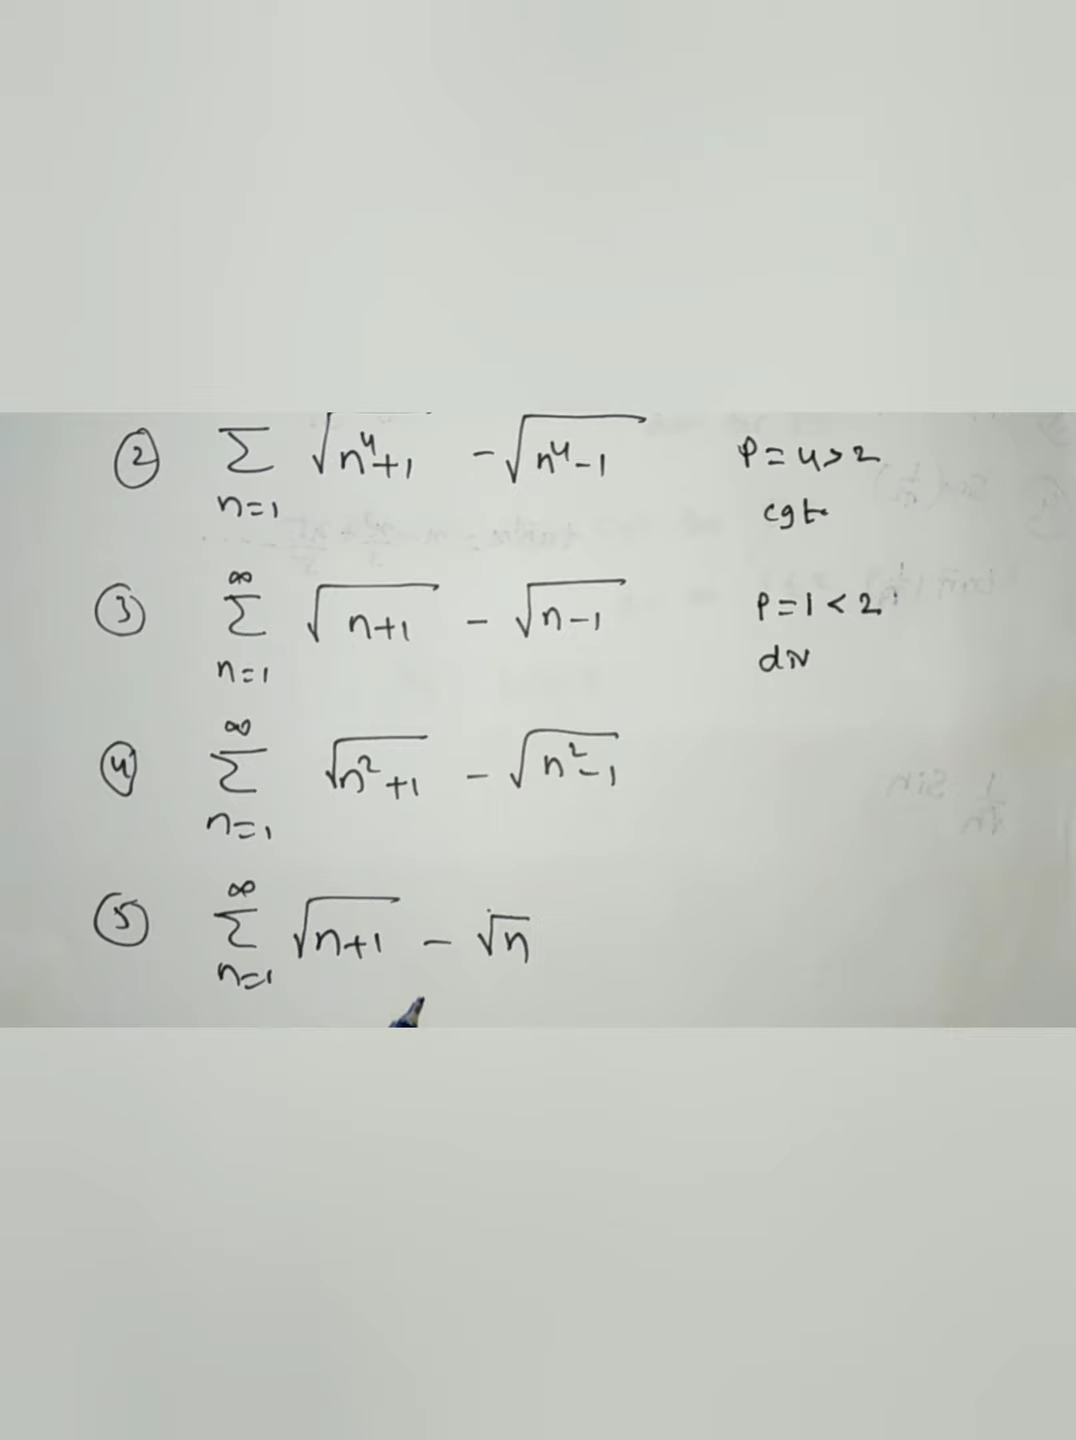 ② ∑ n=1 √(n⁴+1) - √(n⁴-1) P=4>2
cgt.
③ ∞ ∑ n=1 √(n+1) - √(n-1) P=1<2
dN
④ ∞ ∑ n=1 √(n²+1) - √(n²-1)
⑤ ∞ ∑ n=1 √(n+1) - √n